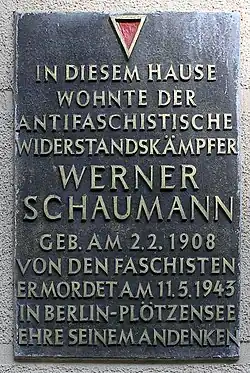 IN DIESEM HAUSE
WOHNTE DER
ANTIFASCHISTISCHE
WIDERSTANDSKÄMPFER
WERNER
SCHAUMANN
GEB. AM 2.2.1908
VON DEN FASCHISTEN
ERMORDET AM 11.5.1943
IN BERLIN-PLÖTZENSEE
EHRE SEINEM ANDENKEN